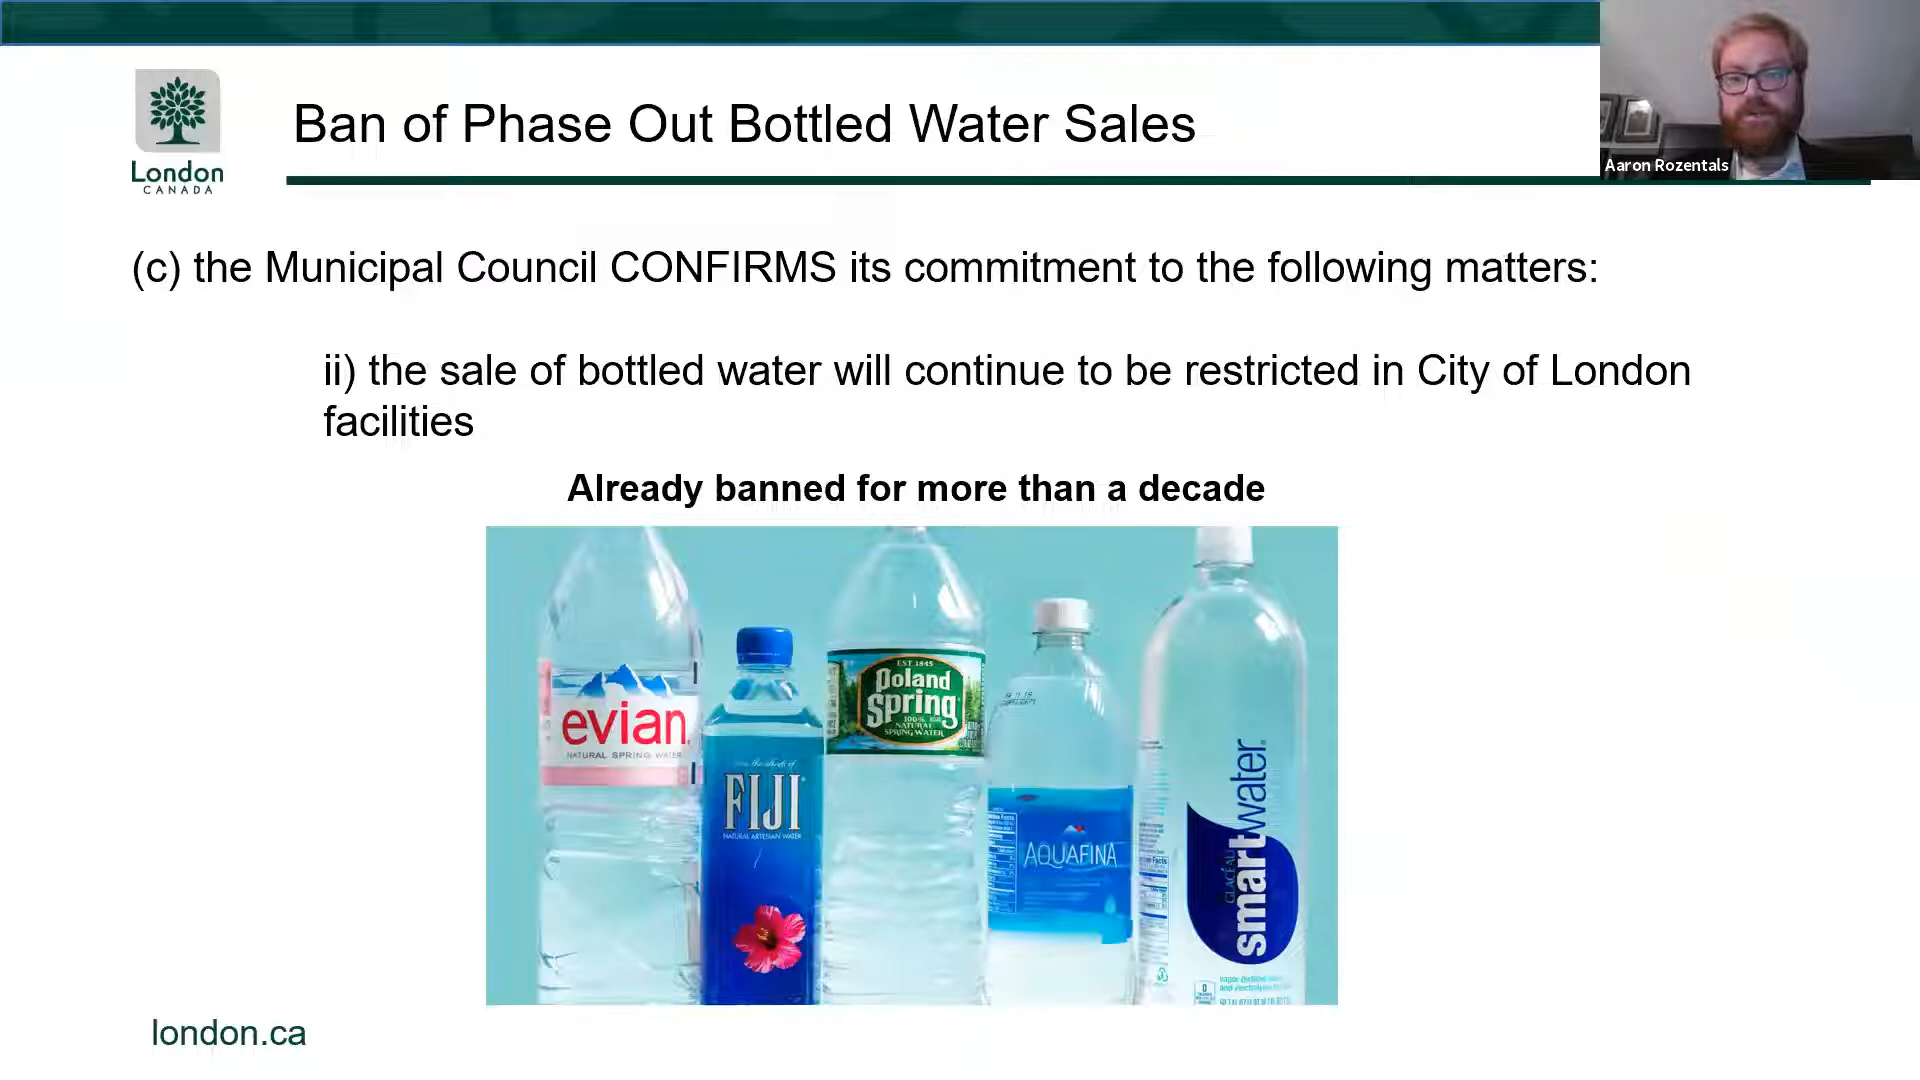 London
CANADA
Ban of Phase Out Bottled Water Sales
Aaron Rozentals
(c) the Municipal Council CONFIRMS its commitment to the following matters:
ii) the sale of bottled water will continue to be restricted in City of London
facilities
Already banned for more than a decade
evian
NATURAL SPRING WATER
FIJI
NATURAL ARTESIAN WATER
EST 1845
Poland
Spring
100%
NATURAL
SPRING WATER
AQUAFINA
GLACÉAU
smartwater
london.ca